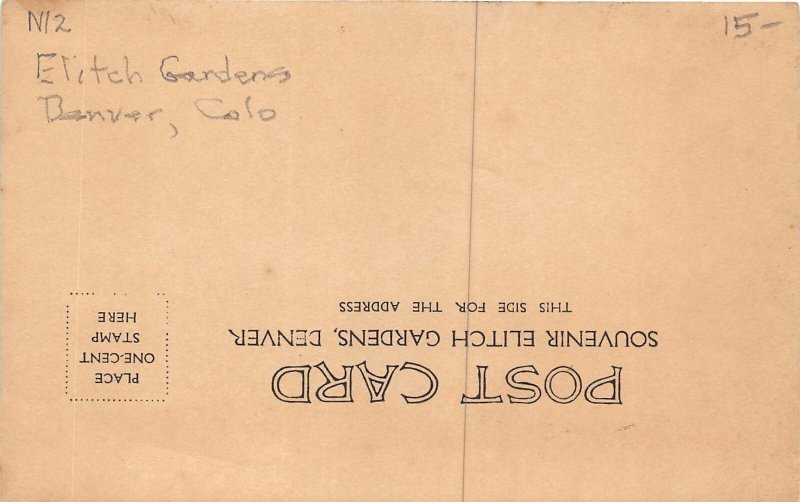 N12
15-
Elitch Gardens
Denver, Colo
POST CARD
SOUVENIR ELITCH GARDENS, DENVER.
THIS SIDE FOR THE ADDRESS
PLACE
ONE-CENT
STAMP
HERE